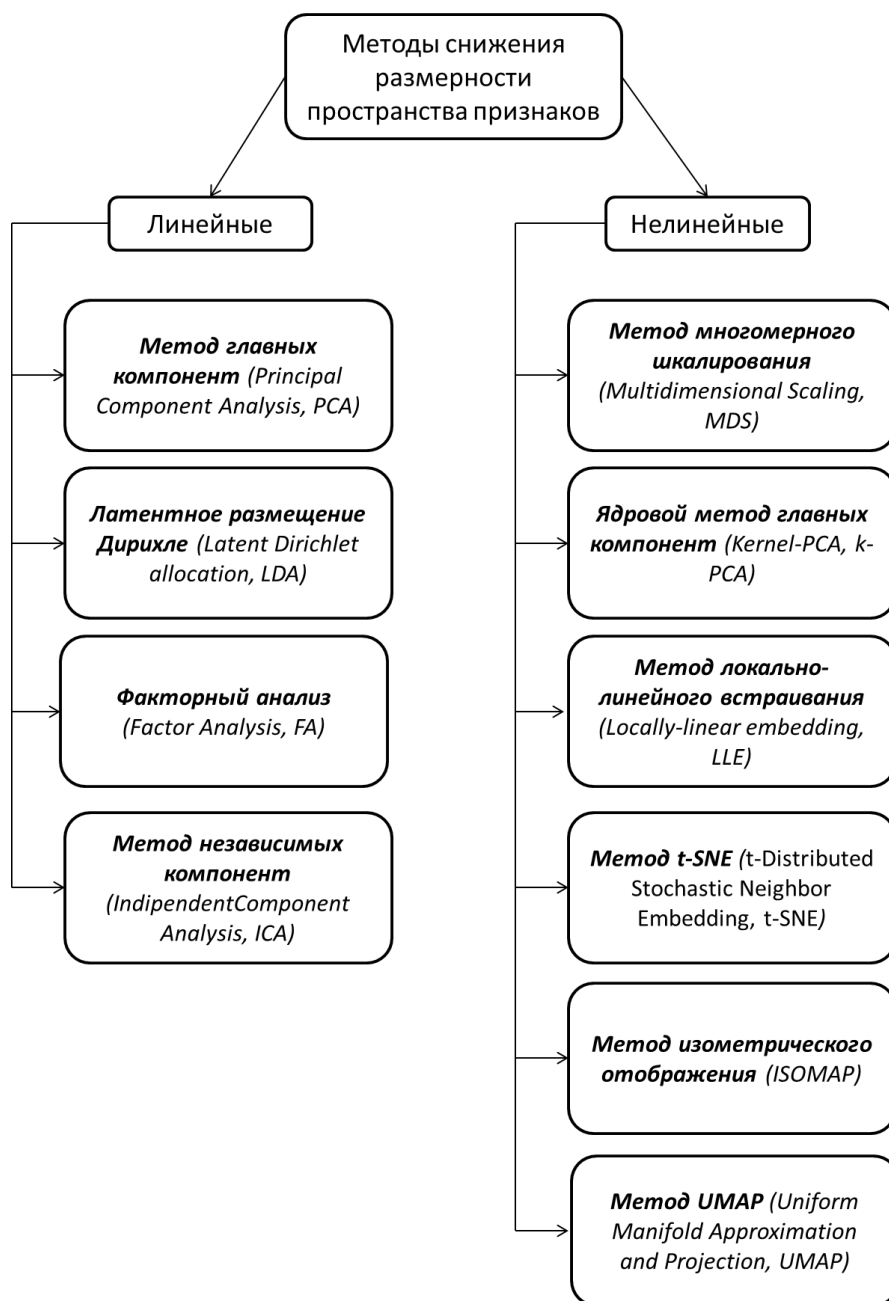 Методы снижения
размерности
пространства признаков
Линейные
Метод главных
компонент (Principal
Component Analysis, PCA)
Латентное размещение
Дирихле (Latent Dirichlet
allocation, LDA)
Факторный анализ
(Factor Analysis, FA)
Метод независимых
компонент
(IndipendentComponent
Analysis, ICA)
Нелинейные
Метод многомерного
шкалирования
(Multidimensional Scaling,
MDS)
Ядровой метод главных
компонент (Kernel-PCA, k-
PCA)
Метод локально-
линейного встраивания
(Locally-linear embedding,
LLE)
Метод t-SNE (t-Distributed
Stochastic Neighbor
Embedding, t-SNE)
Метод изометрического
отображения (ISOMAP)
Метод UMAP (Uniform
Manifold Approximation
and Projection, UMAP)